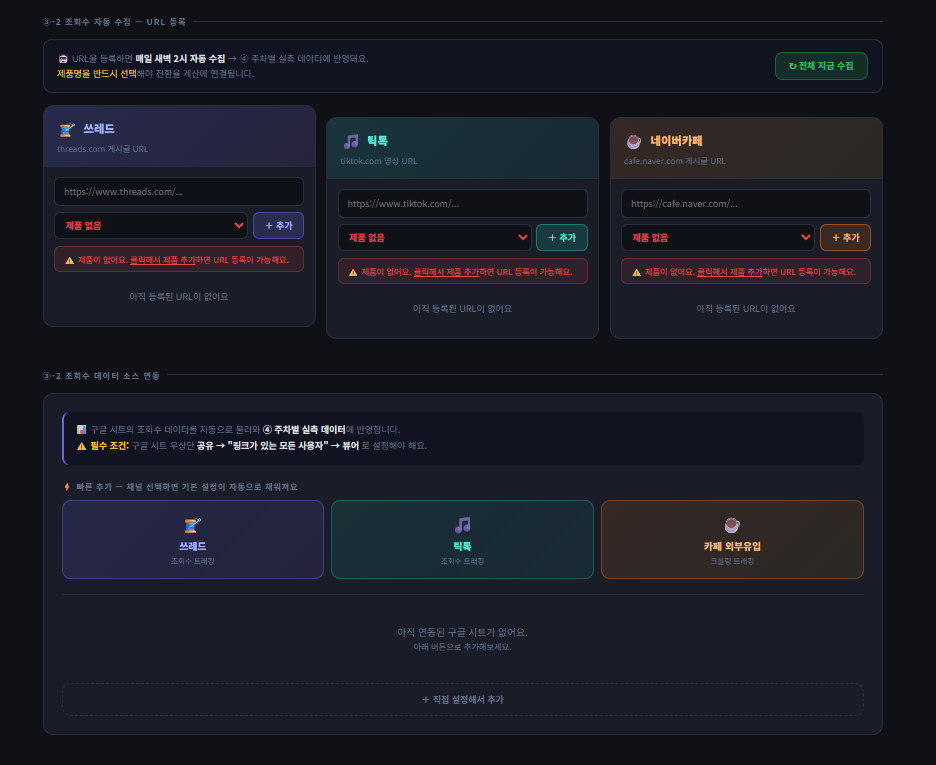 ③-2 조회수 자동 수집 — URL 등록
URL을 등록하면 매일 새벽 2시 자동 수집 → ④ 주차별 실측 데이터에 반영돼요.
제품명을 반드시 선택해야 전환율 계산에 연결됩니다.
↻ 전체 지금 수집
쓰레드
threads.com 게시글 URL
https://www.threads.com/...
제품 없음
+ 추가
⚠ 제품이 없어요. 클릭해서 제품 추가하면 URL 등록이 가능해요.
아직 등록된 URL이 없어요
틱톡
tiktok.com 영상 URL
https://www.tiktok.com/...
제품 없음
+ 추가
⚠ 제품이 없어요. 클릭해서 제품 추가하면 URL 등록이 가능해요.
아직 등록된 URL이 없어요
네이버카페
cafe.naver.com 게시글 URL
https://cafe.naver.com/...
제품 없음
+ 추가
⚠ 제품이 없어요. 클릭해서 제품 추가하면 URL 등록이 가능해요.
아직 등록된 URL이 없어요
③-2 조회수 데이터 소스 연동
구글 시트의 조회수 데이터를 자동으로 불러와 ④ 주차별 실측 데이터에 반영합니다.
⚠ 필수 조건: 구글 시트 우상단 공유 → "링크가 있는 모든 사용자" → 뷰어 로 설정해야 해요.
빠른 추가 — 채널 선택하면 기본 설정이 자동으로 채워져요
쓰레드
조회수 트래킹
틱톡
조회수 트래킹
카페 외부유입
크롤링 트래킹
아직 연동된 구글 시트가 없어요.
아래 버튼으로 추가해보세요.
+ 직접 설정해서 추가